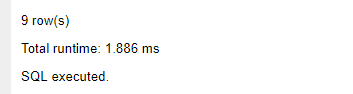 9 row(s)
Total runtime: 1.886 ms
SQL executed.